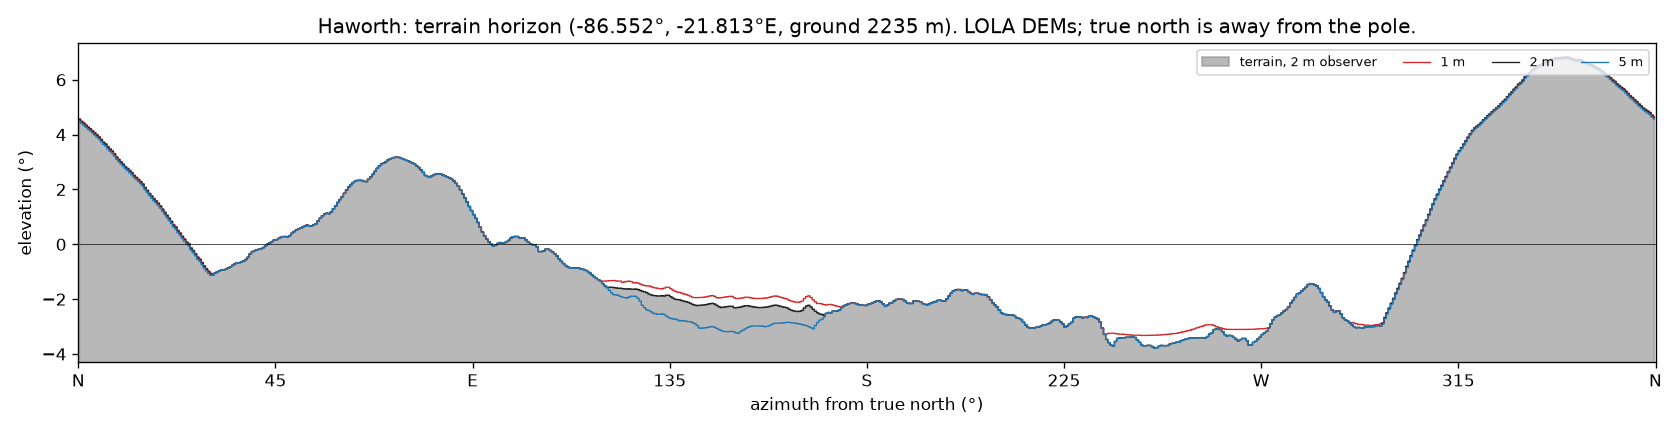 Haworth: terrain horizon (-86.552°, -21.813°E, ground 2235 m). LOLA DEMs; true north is away from the pole.
terrain, 2 m observer 1 m 2 m 5 m
elevation (°)
6
4
2
0
−2
−4
N 45 E 135 S 225 W 315 N
azimuth from true north (°)